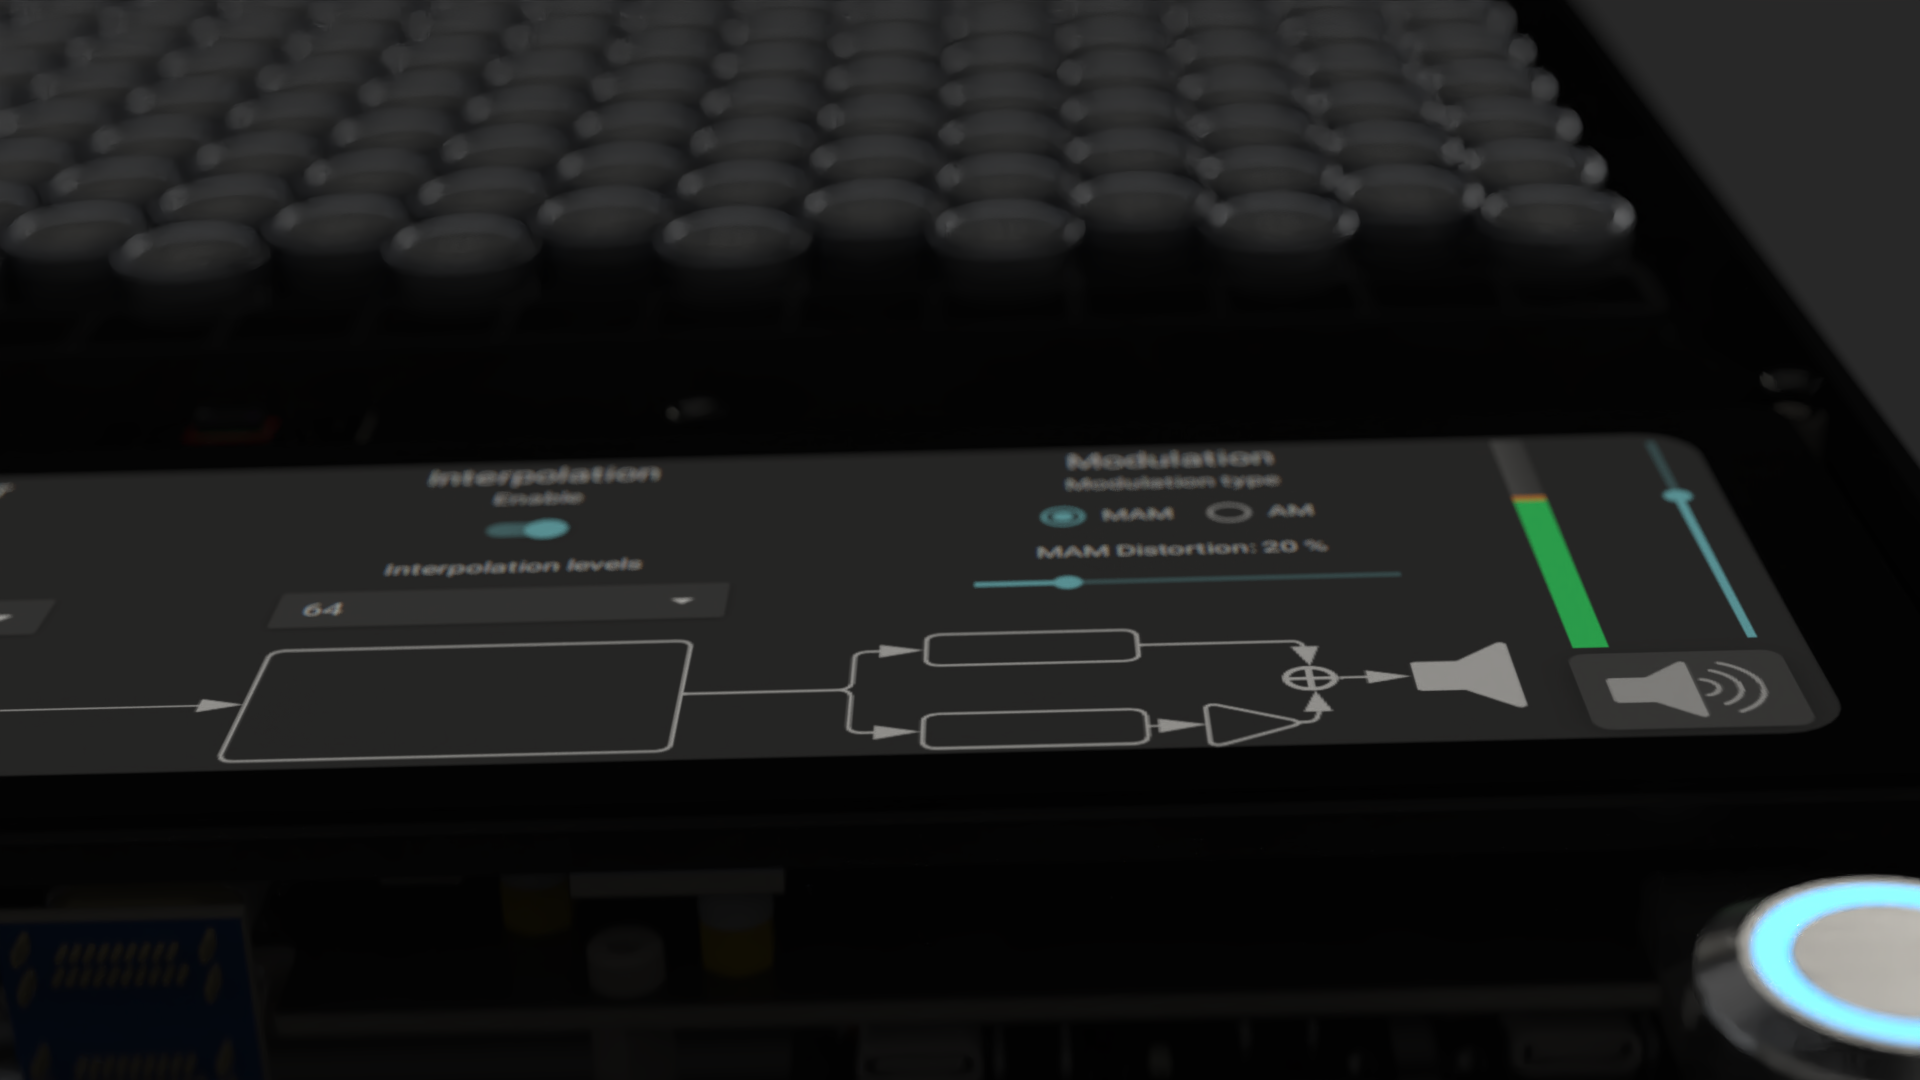 Interpolation
Enable
Interpolation levels
64
Modulation
Modulation type
MAM
AM
MAM Distortion: 20 %